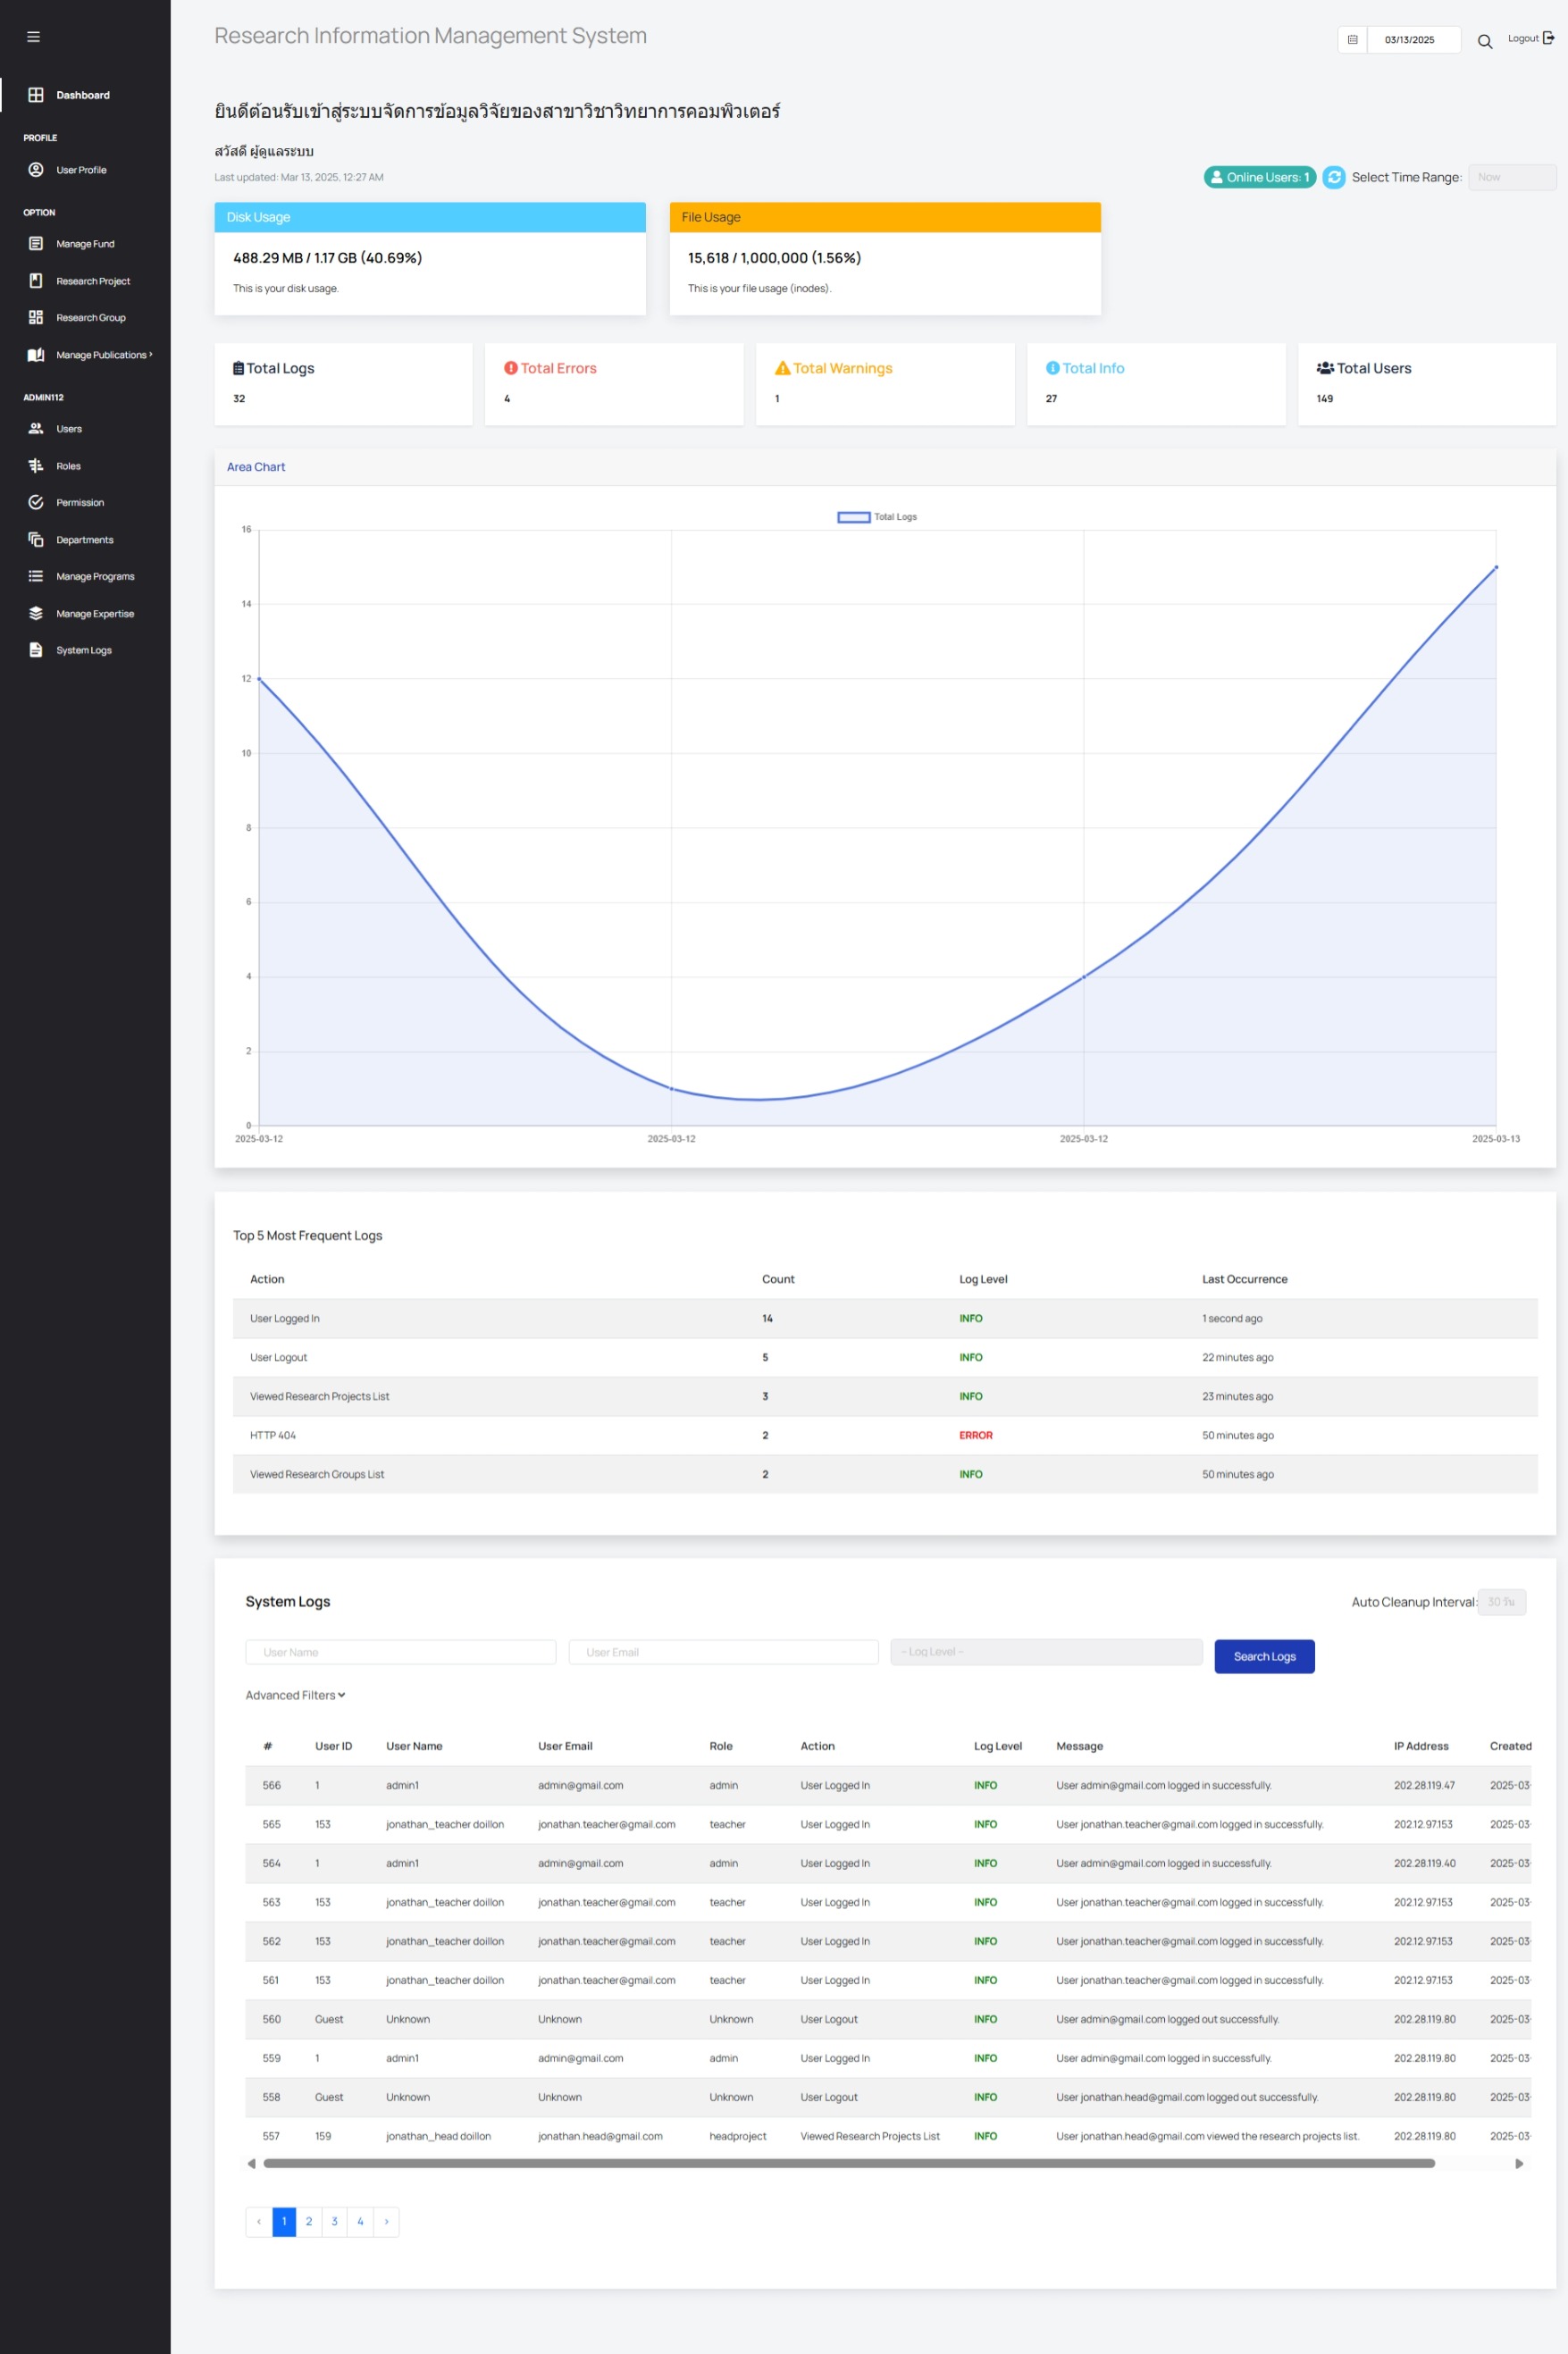 Research Information Management System
03/13/2025
Logout
Dashboard
PROFILE
User Profile
OPTION
Manage Fund
Research Project
Research Group
Manage Publications ›
ADMIN112
Users
Roles
Permission
Departments
Manage Programs
Manage Expertise
System Logs
ยินดีต้อนรับเข้าสู่ระบบจัดการข้อมูลวิจัยของสาขาวิชาวิทยาการคอมพิวเตอร์
สวัสดี ผู้ดูแลระบบ
Last updated: Mar 13, 2025, 12:27 AM
Online Users: 1 Select Time Range: Now
Disk Usage
488.29 MB / 1.17 GB (40.69%)
This is your disk usage.
File Usage
15,618 / 1,000,000 (1.56%)
This is your file usage (inodes).
Total Logs
32
Total Errors
4
Total Warnings
1
Total Info
27
Total Users
149
Area Chart
Total Logs
16
14
12
10
8
6
4
2
0
2025-03-12 2025-03-12 2025-03-12 2025-03-13
Top 5 Most Frequent Logs
Action Count Log Level Last Occurrence
User Logged In 14 INFO 1 second ago
User Logout 5 INFO 22 minutes ago
Viewed Research Projects List 3 INFO 23 minutes ago
HTTP 404 2 ERROR 50 minutes ago
Viewed Research Groups List 2 INFO 50 minutes ago
System Logs
Auto Cleanup Interval: 30 วัน
User Name User Email -- Log Level -- Search Logs
Advanced Filters
# User ID User Name User Email Role Action Log Level Message IP Address Created
566 1 admin1 admin@gmail.com admin User Logged In INFO User admin@gmail.com logged in successfully. 202.28.119.47 2025-03-
565 153 jonathan_teacher doillon jonathan.teacher@gmail.com teacher User Logged In INFO User jonathan.teacher@gmail.com logged in successfully. 202.12.97.153 2025-03-
564 1 admin1 admin@gmail.com admin User Logged In INFO User admin@gmail.com logged in successfully. 202.28.119.40 2025-03-
563 153 jonathan_teacher doillon jonathan.teacher@gmail.com teacher User Logged In INFO User jonathan.teacher@gmail.com logged in successfully. 202.12.97.153 2025-03-
562 153 jonathan_teacher doillon jonathan.teacher@gmail.com teacher User Logged In INFO User jonathan.teacher@gmail.com logged in successfully. 202.12.97.153 2025-03-
561 153 jonathan_teacher doillon jonathan.teacher@gmail.com teacher User Logged In INFO User jonathan.teacher@gmail.com logged in successfully. 202.12.97.153 2025-03-
560 Guest Unknown Unknown Unknown User Logout INFO User admin@gmail.com logged out successfully. 202.28.119.80 2025-03-
559 1 admin1 admin@gmail.com admin User Logged In INFO User admin@gmail.com logged in successfully. 202.28.119.80 2025-03-
558 Guest Unknown Unknown Unknown User Logout INFO User jonathan.head@gmail.com logged out successfully. 202.28.119.80 2025-03-
557 159 jonathan_head doillon jonathan.head@gmail.com headproject Viewed Research Projects List INFO User jonathan.head@gmail.com viewed the research projects list. 202.28.119.80 2025-03-
‹ 1 2 3 4 ›